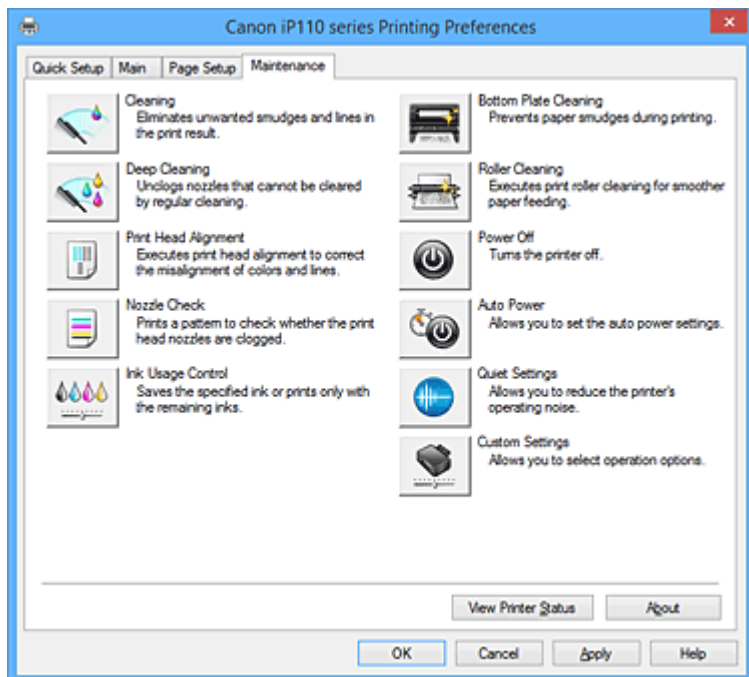 Canon iP110 series Printing Preferences
Quick Setup Main Page Setup Maintenance
Cleaning
Eliminates unwanted smudges and lines in
the print result.
Deep Cleaning
Unclogs nozzles that cannot be cleared
by regular cleaning.
Print Head Alignment
Executes print head alignment to correct
the misalignment of colors and lines.
Nozzle Check
Prints a pattern to check whether the print
head nozzles are clogged.
Ink Usage Control
Saves the specified ink or prints only with
the remaining inks.
Bottom Plate Cleaning
Prevents paper smudges during printing.
Roller Cleaning
Executes print roller cleaning for smoother
paper feeding.
Power Off
Turns the printer off.
Auto Power
Allows you to set the auto power settings.
Quiet Settings
Allows you to reduce the printer's
operating noise.
Custom Settings
Allows you to select operation options.
View Printer Status About
OK Cancel Apply Help